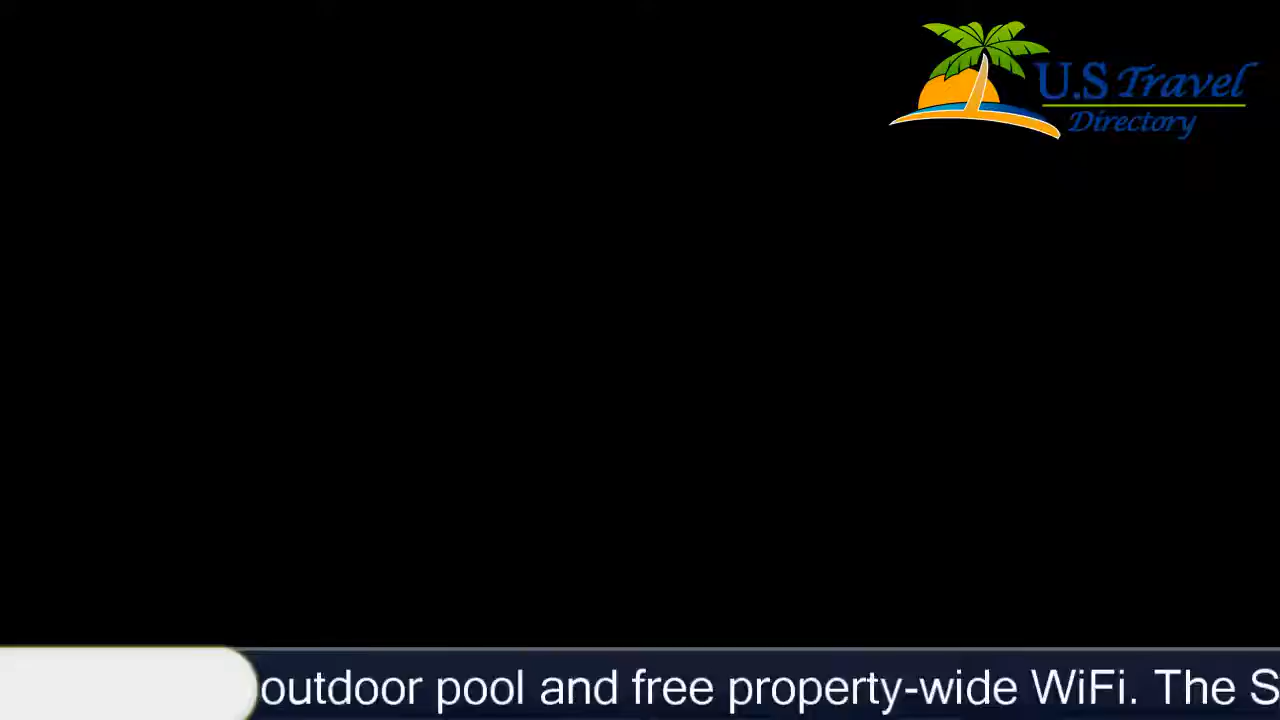 U.S Travel
Directory
outdoor pool and free property-wide WiFi. The S